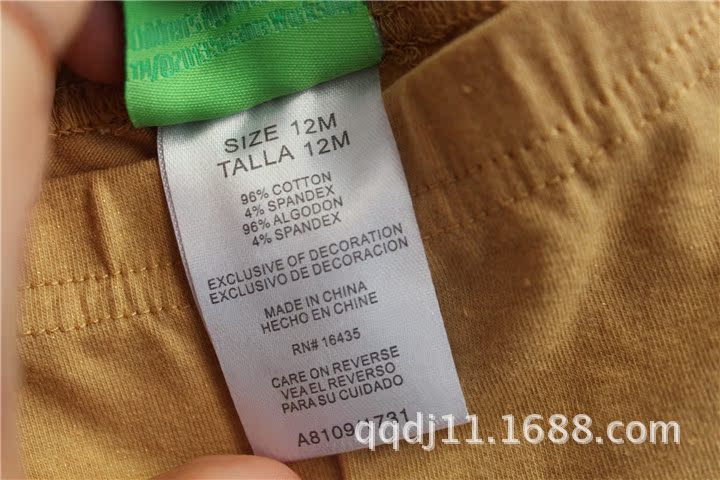 SIZE 12M
TALLA 12M
96% COTTON
4% SPANDEX
96% ALGODON
4% SPANDEX
EXCLUSIVE OF DECORATION
EXCLUSIVO DE DECORACION
MADE IN CHINA
HECHO EN CHINE
RN# 16435
CARE ON REVERSE
VEA EL REVERSO
PARA SU CUIDADO
qqdj11.1688.com